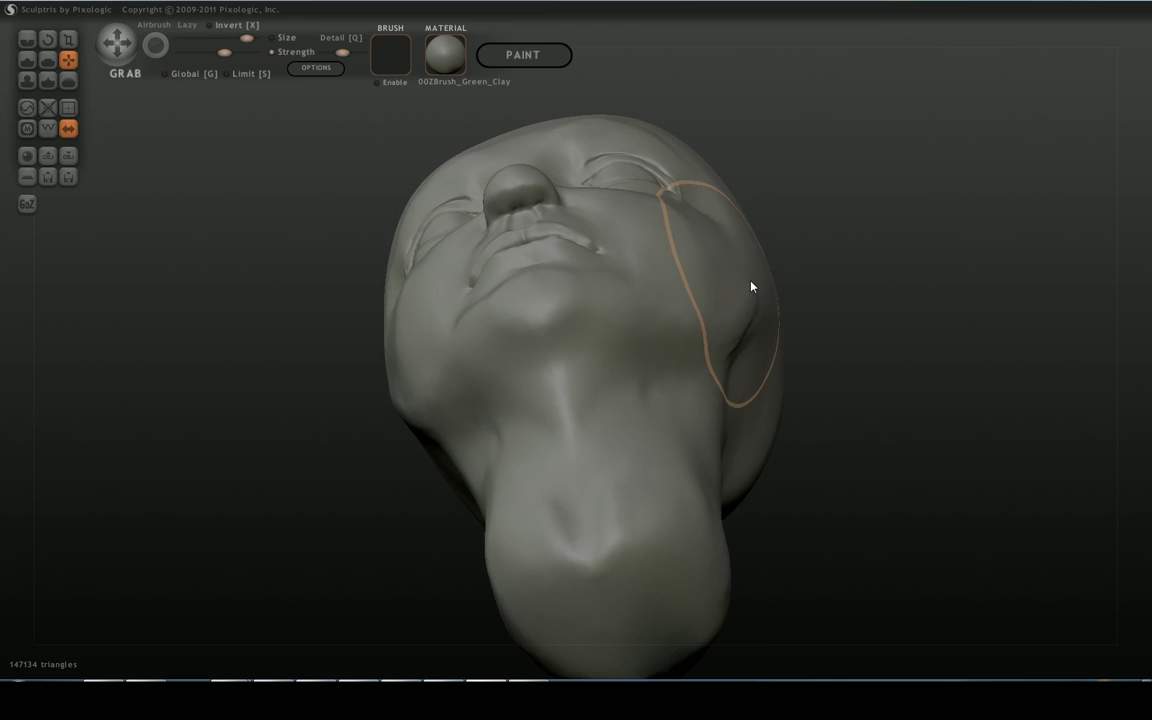 Sculptris by Pixologic Copyright © 2009-2011 Pixologic, Inc.
Airbrush Lazy Invert [X]
BRUSH
MATERIAL
Size
Detail [Q]
Strength
PAINT
OPTIONS
GRAB
Global [G]
Limit [S]
Enable
00ZBrush_Green_Clay
GoZ
147134 triangles